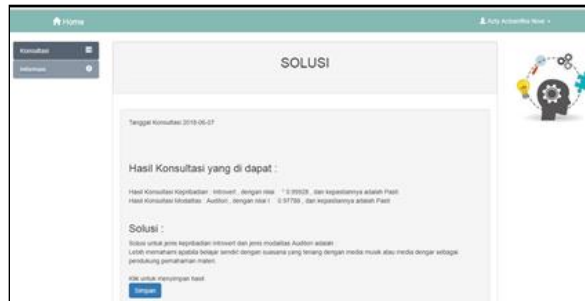 Home
Azly Actianffka Noer
Konsultasi
Informasi
SOLUSI
Tanggal Konsultasi 2018-06-07
Hasil Konsultasi yang di dapat :
Hasil Konsultasi Kepribadian : Introvert , dengan nilai : " 0.99928 , dan kepastiannya adalah Pasti
Hasil Konsultasi Modalitas : Auditori , dengan nilai : 0.97788 , dan kepastiannya adalah Pasti
Solusi :
Solusi untuk jenis kepribadian introvert dan jenis modalitas Auditori adalah :
Lebih memahami apabila belajar sendiri dengan suasana yang tenang dengan media musik atau media dengar sebagai
pendukung pemahaman materi.
Klik untuk menyimpan hasil
Simpan